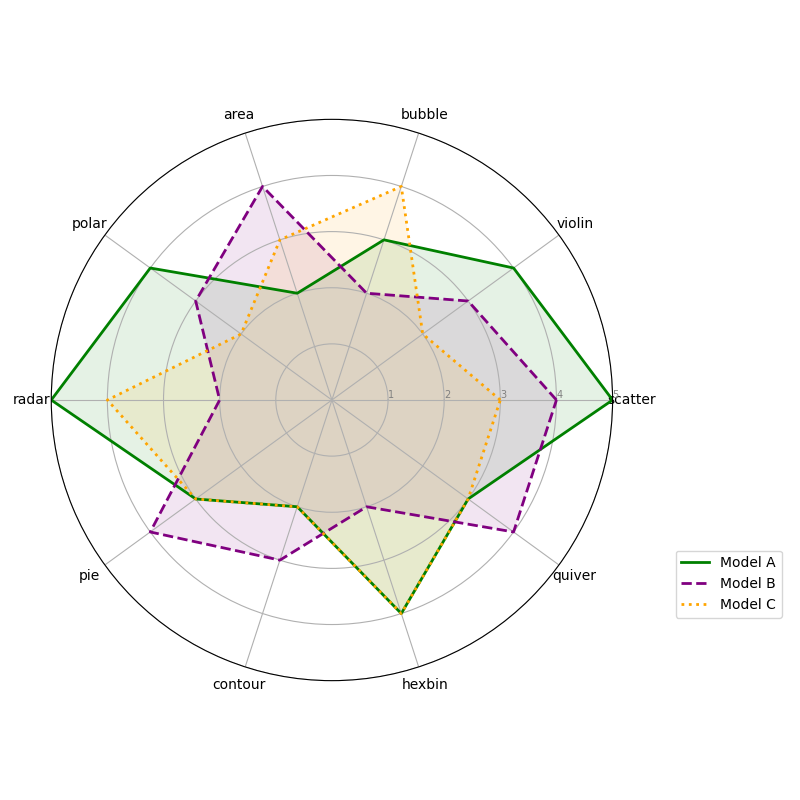 area
bubble
polar
violin
radar
1
2
3
4
5
scatter
pie
quiver
contour
hexbin
Model A
Model B
Model C